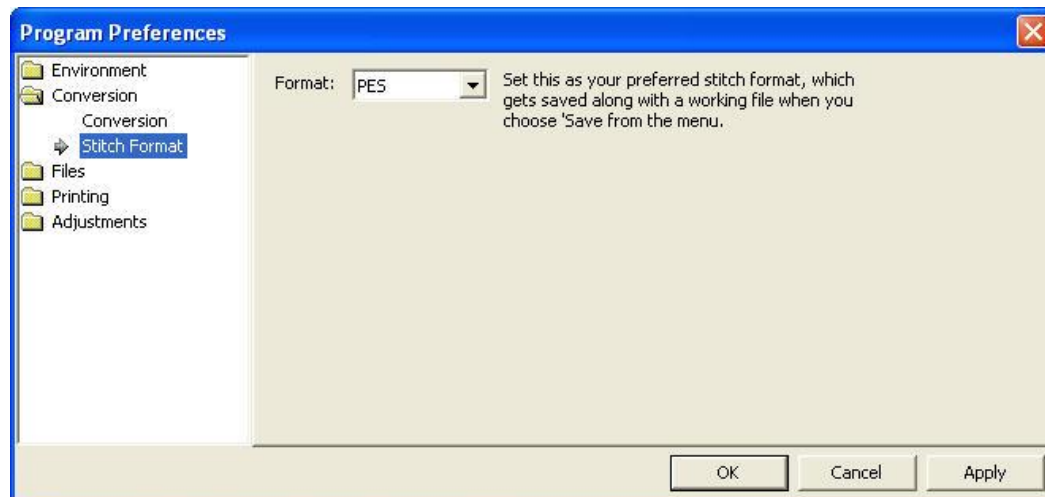 Program Preferences
Environment
Conversion
Conversion
Stitch Format
Files
Printing
Adjustments
Format:
PES
Set this as your preferred stitch format, which
gets saved along with a working file when you
choose 'Save from the menu.
OK
Cancel
Apply